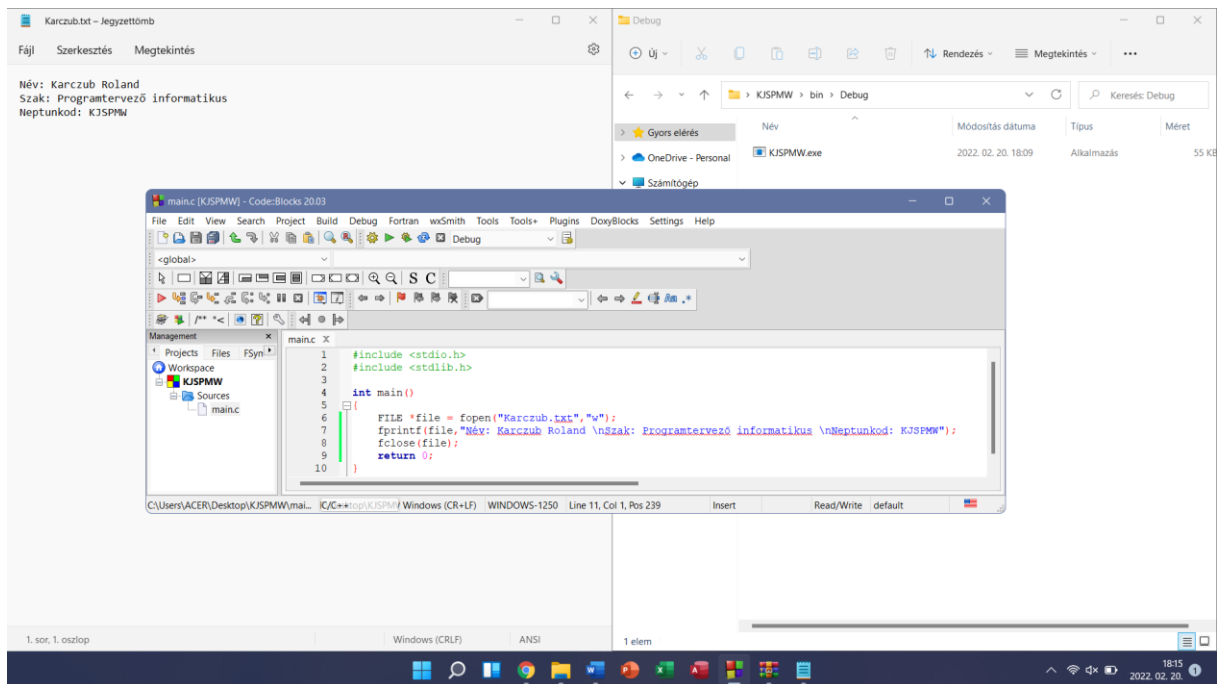 Karczub.txt – Jegyzettömb
Fájl Szerkesztés Megtekintés
Név: Karczub Roland
Szak: Programtervező informatikus
Neptunkod: KJSPMW
1. sor, 1. oszlop Windows (CRLF) ANSI
Debug
Új Rendezés Megtekintés
KJSPMW > bin > Debug Keresés: Debug
Gyors elérés
OneDrive - Personal
Számítógép
Név Módosítás dátuma Típus Méret
KJSPMW.exe 2022. 02. 20. 18:09 Alkalmazás 55 KB
1 elem
main.c [KJSPMW] - Code::Blocks 20.03
File Edit View Search Project Build Debug Fortran wxSmith Tools Tools+ Plugins DoxyBlocks Settings Help
Debug
<global>
S C
/** *<
Management
Projects Files FSyn
Workspace
KJSPMW
Sources
main.c
main.c X
1 #include <stdio.h>
2 #include <stdlib.h>
3
4 int main()
5 {
6 FILE *file = fopen("Karczub.txt","w");
7 fprintf(file,"Név: Karczub Roland \nSzak: Programtervező informatikus \nNeptunkod: KJSPMW");
8 fclose(file);
9 return 0;
10 }
C:\Users\ACER\Desktop\KJSPMW\mai... C/C++ Windows (CR+LF) WINDOWS-1250 Line 11, Col 1, Pos 239 Insert Read/Write default
18:15
2022. 02. 20.
1